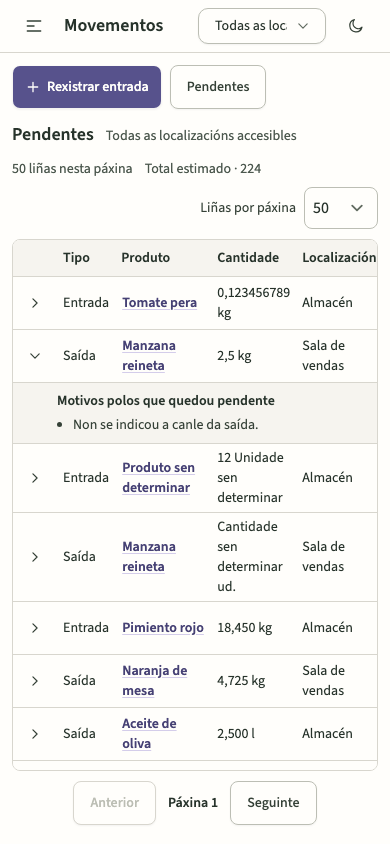 Movementos
Todas as loc
Rexistrar entrada
Pendentes
Pendentes Todas as localizacións accesibles
50 liñas nesta páxina Total estimado · 224
Liñas por páxina 50
Tipo Produto Cantidade Localización
Entrada Tomate pera 0,123456789 kg Almacén
Saída Manzana reineta 2,5 kg Sala de vendas
Motivos polos que quedou pendente
• Non se indicou a canle da saída.
Entrada Produto sen determinar 12 Unidade sen determinar Almacén
Saída Manzana reineta Cantidade sen determinar ud. Sala de vendas
Entrada Pimiento rojo 18,450 kg Almacén
Saída Naranja de mesa 4,725 kg Sala de vendas
Saída Aceite de oliva 2,500 l Almacén
Anterior Páxina 1 Seguinte